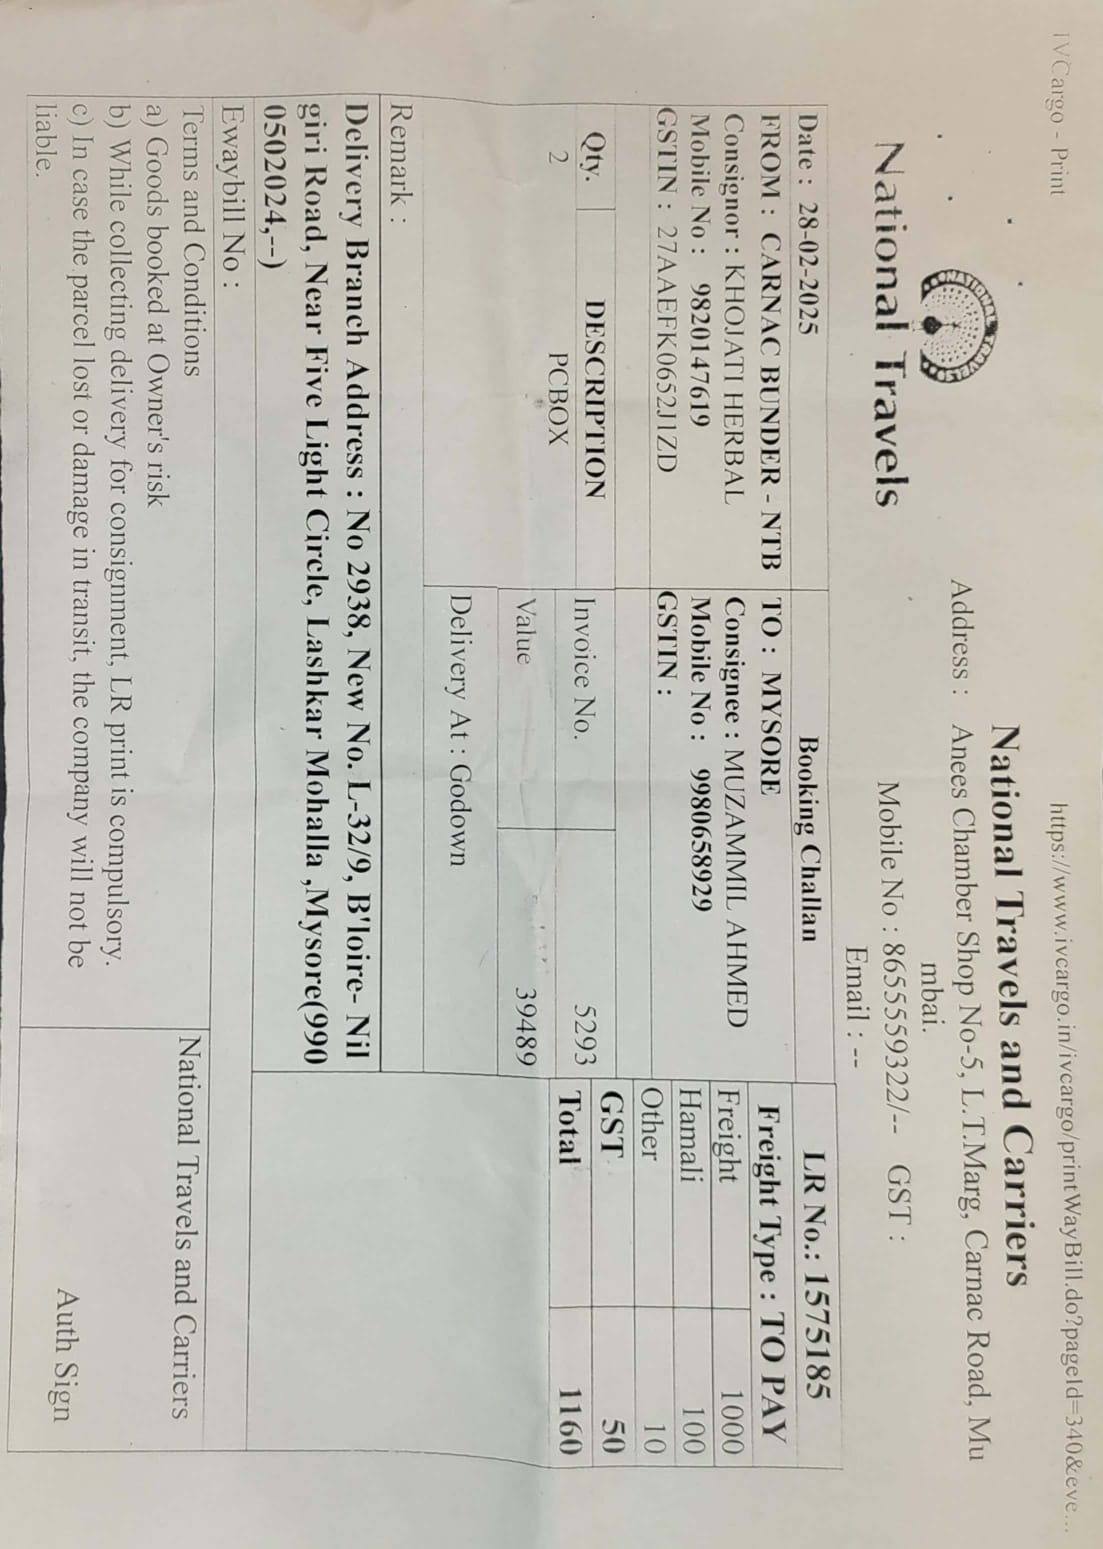 IVCargo - Print
https://www.ivcargo.in/ivcargo/printWayBill.do?pageId=340&eve...
NATIONAL TRAVELS
National Travels
National Travels and Carriers
Address : Anees Chamber Shop No-5, L.T.Marg, Carnac Road, Mu
mbai.
Mobile No : 8655559322/-- GST :
Email : --
Date : 28-02-2025
Booking Challan
LR No.: 1575185
FROM : CARNAC BUNDER - NTB
TO : MYSORE
Freight Type : TO PAY
Consignor : KHOJATI HERBAL
Consignee : MUZAMMIL AHMED
Mobile No : 9820147619
Mobile No : 9980658929
GSTIN : 27AAEFK0652J1ZD
GSTIN :
Freight 1000
Hamali 100
Other 10
GST 50
Total 1160
Qty. DESCRIPTION
2 PCBOX
Invoice No. 5293
Value 39489
Delivery At : Godown
Remark :
Delivery Branch Address : No 2938, New No. L-32/9, B'loire- Nil
giri Road, Near Five Light Circle, Lashkar Mohalla ,Mysore(990
0502024,--)
Ewaybill No :
Terms and Conditions
a) Goods booked at Owner's risk
b) While collecting delivery for consignment, LR print is compulsory.
c) In case the parcel lost or damage in transit, the company will not be
liable.
National Travels and Carriers
Auth Sign